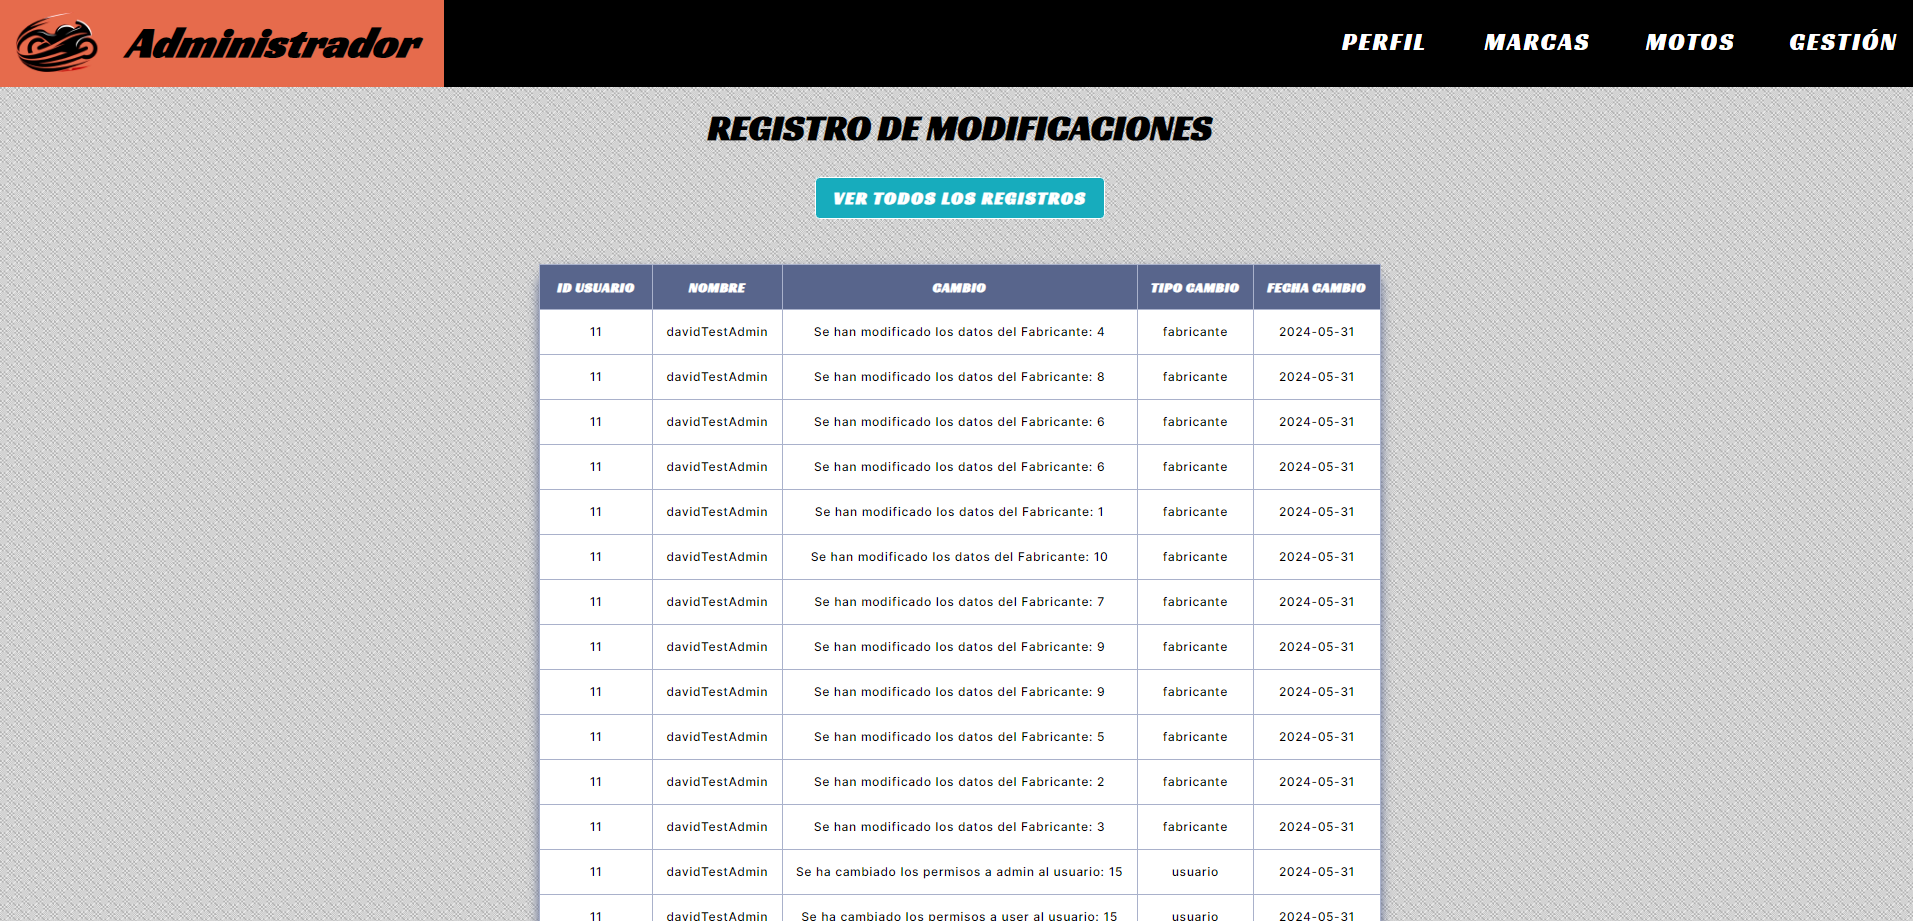 Administrador
PERFIL MARCAS MOTOS GESTIÓN
REGISTRO DE MODIFICACIONES
VER TODOS LOS REGISTROS
ID USUARIO NOMBRE CAMBIO TIPO CAMBIO FECHA CAMBIO
11 davidTestAdmin Se han modificado los datos del Fabricante: 4 fabricante 2024-05-31
11 davidTestAdmin Se han modificado los datos del Fabricante: 8 fabricante 2024-05-31
11 davidTestAdmin Se han modificado los datos del Fabricante: 6 fabricante 2024-05-31
11 davidTestAdmin Se han modificado los datos del Fabricante: 6 fabricante 2024-05-31
11 davidTestAdmin Se han modificado los datos del Fabricante: 1 fabricante 2024-05-31
11 davidTestAdmin Se han modificado los datos del Fabricante: 10 fabricante 2024-05-31
11 davidTestAdmin Se han modificado los datos del Fabricante: 7 fabricante 2024-05-31
11 davidTestAdmin Se han modificado los datos del Fabricante: 9 fabricante 2024-05-31
11 davidTestAdmin Se han modificado los datos del Fabricante: 9 fabricante 2024-05-31
11 davidTestAdmin Se han modificado los datos del Fabricante: 5 fabricante 2024-05-31
11 davidTestAdmin Se han modificado los datos del Fabricante: 2 fabricante 2024-05-31
11 davidTestAdmin Se han modificado los datos del Fabricante: 3 fabricante 2024-05-31
11 davidTestAdmin Se ha cambiado los permisos a admin al usuario: 15 usuario 2024-05-31
11 davidTestAdmin Se ha cambiado los permisos a user al usuario: 15 usuario 2024-05-31